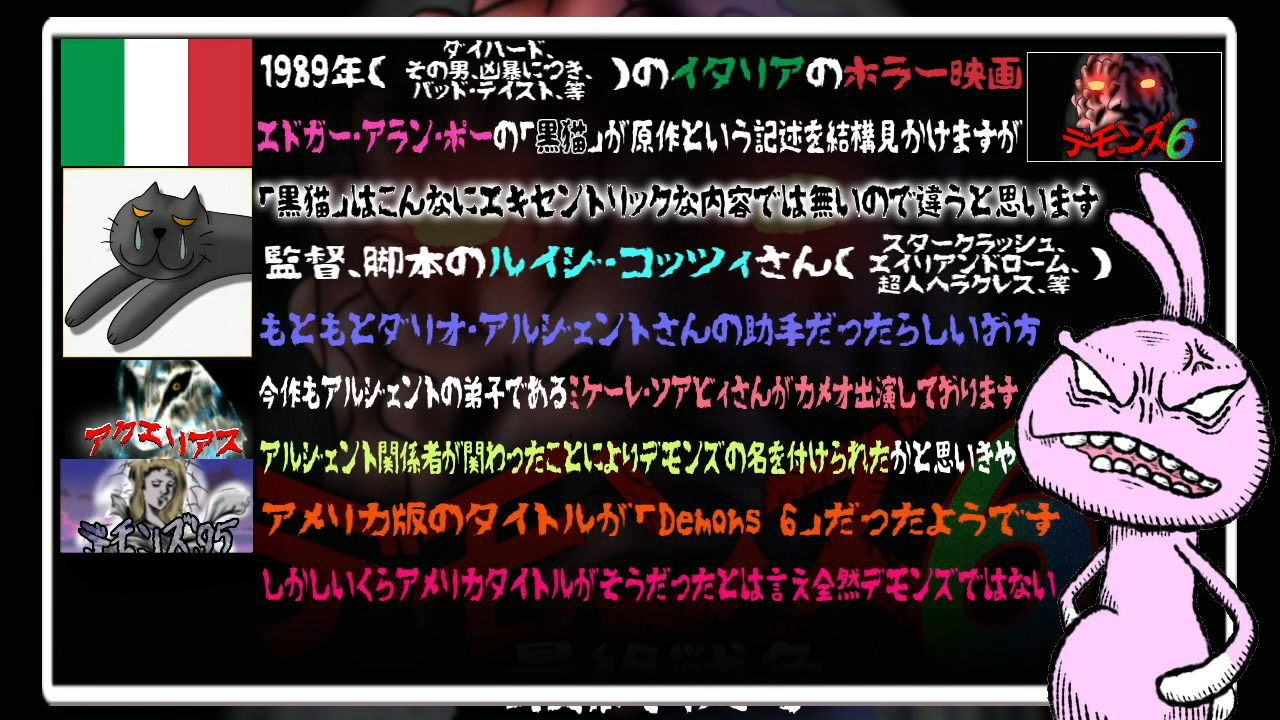 1989年( ダイハード、
その男、凶暴につき、
バッド・テイスト、等 )のイタリアのホラー映画
デモンズ6
エドガー・アラン・ポーの「黒猫」が原作という記述を結構見かけますが
「黒猫」はこんなにエキセントリックな内容では無いので違うと思います
監督、脚本のルイジ・コッツィさん( スタークラッシュ、
エイリアンドローム、
超人ヘラクレス、等 )
もともとダリオ・アルジェントさんの助手だったらしいお方
今作もアルジェントの弟子であるミケーレ・ソアビィさんがカメオ出演しております
アクエリアス
アルジェント関係者が関わったことによりデモンズの名を付けられたかと思いきや
デモンズ'95
アメリカ版のタイトルが「Demons 6」だったようです
しかしいくらアメリカタイトルがそうだったとは言え全然デモンズではない